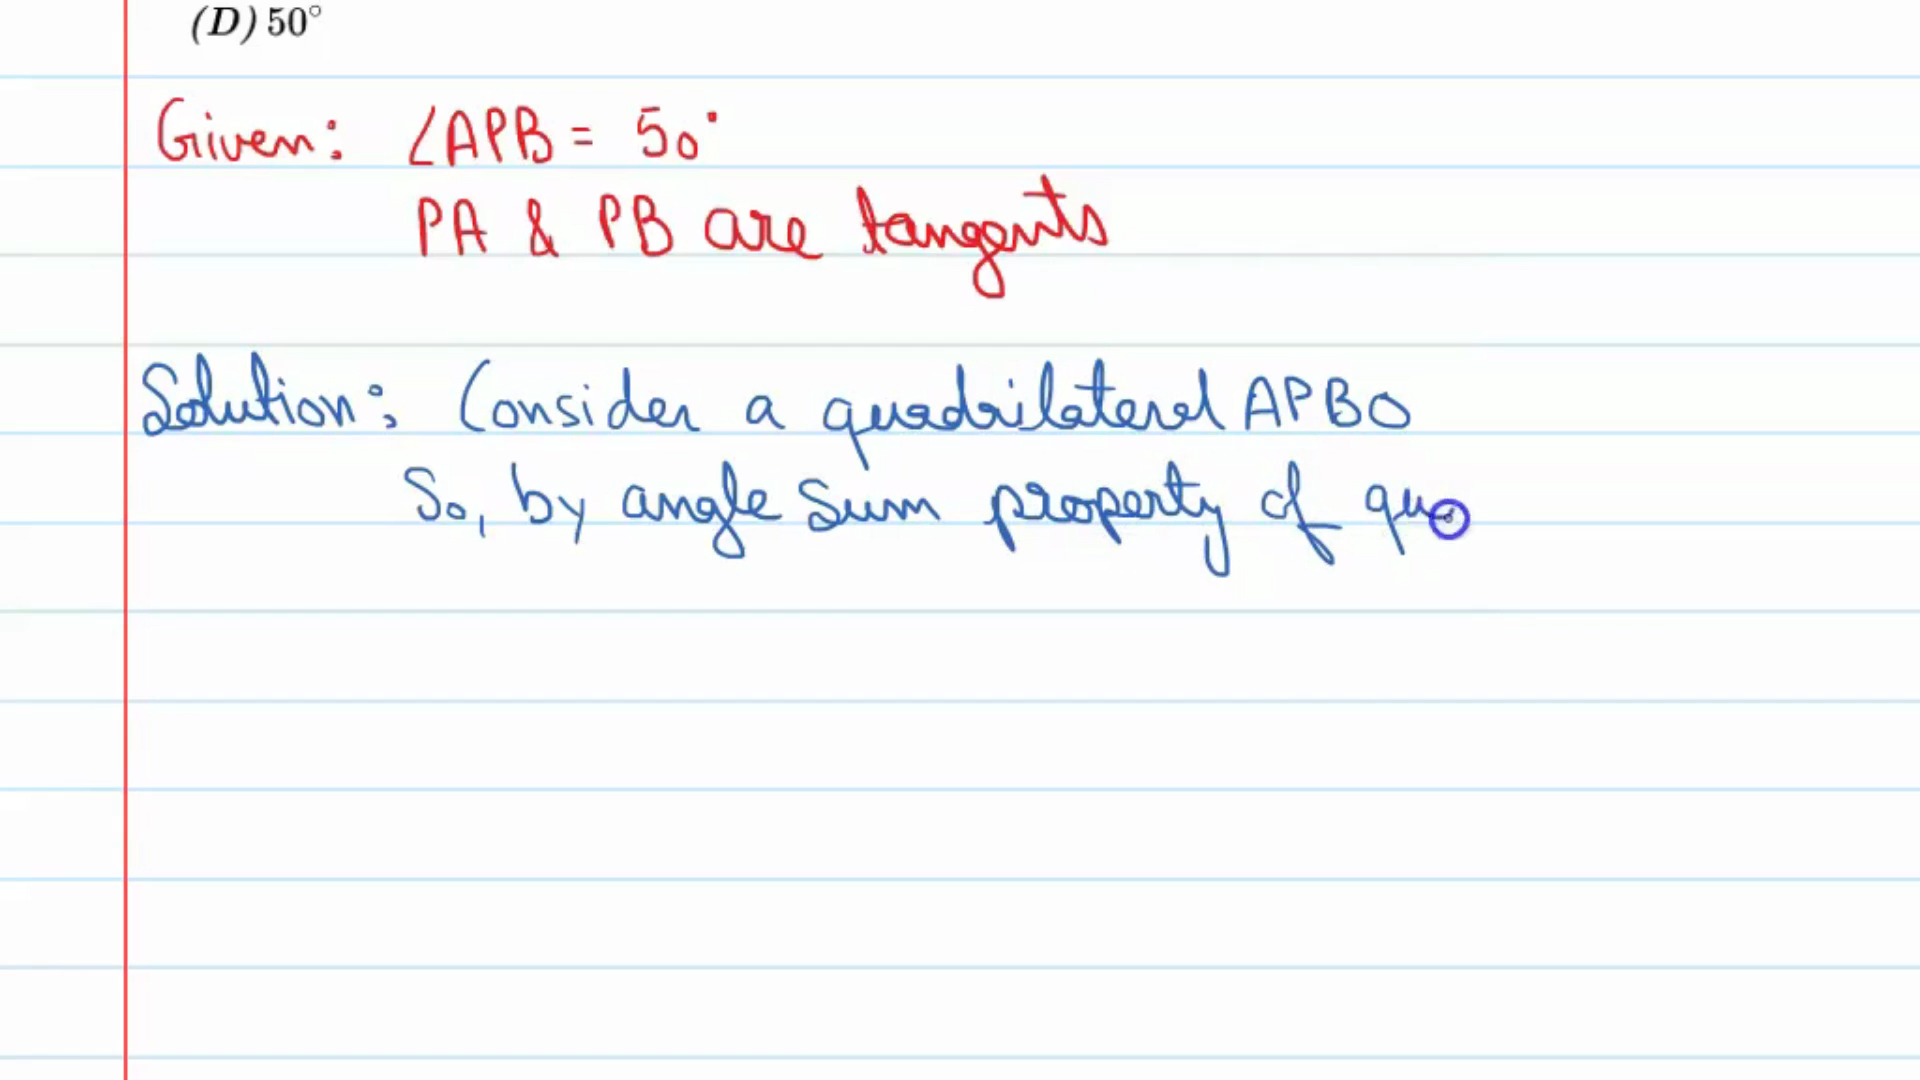 (D) 50°
Given: ∠APB = 50°
PA & PB are tangents
Solution: Consider a quadrilateral APBO
So, by angle sum property of qu